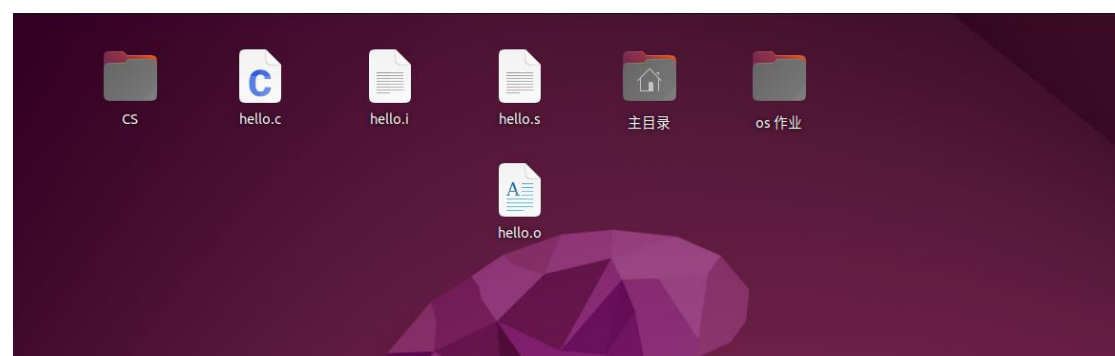 CS
hello.c
hello.i
hello.s
主目录
os 作业
hello.o